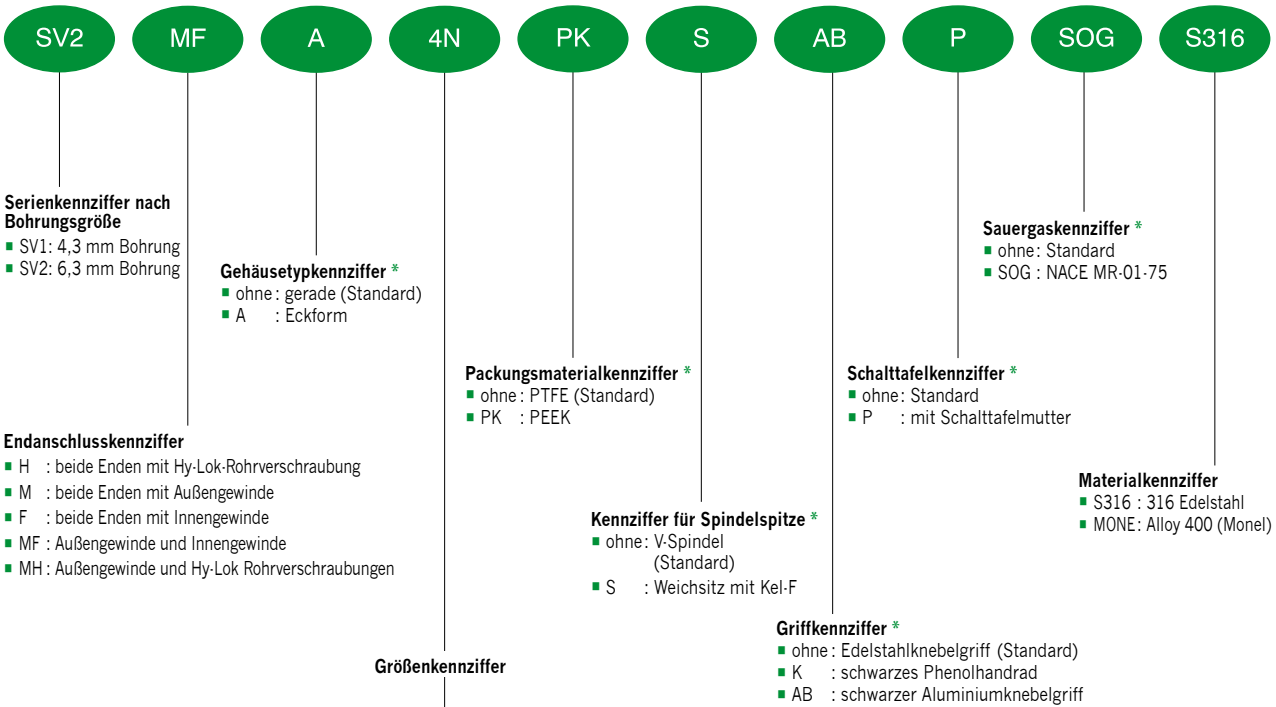 SV2 MF A 4N PK S AB P SOG S316
Serienkennziffer nach
Bohrungsgröße
■ SV1: 4,3 mm Bohrung
■ SV2: 6,3 mm Bohrung
Gehäusetypkennziffer *
■ ohne : gerade (Standard)
■ A : Eckform
Sauergaskennziffer *
■ ohne : Standard
■ SOG : NACE MR-01-75
Packungsmaterialkennziffer *
■ ohne : PTFE (Standard)
■ PK : PEEK
Schalttafelkennziffer *
■ ohne : Standard
■ P : mit Schalttafelmutter
Endanschlusskennziffer
■ H : beide Enden mit Hy-Lok-Rohrverschraubung
■ M : beide Enden mit Außengewinde
■ F : beide Enden mit Innengewinde
■ MF : Außengewinde und Innengewinde
■ MH : Außengewinde und Hy-Lok Rohrverschraubungen
Materialkennziffer
■ S316 : 316 Edelstahl
■ MONE: Alloy 400 (Monel)
Kennziffer für Spindelspitze *
■ ohne : V-Spindel
(Standard)
■ S : Weichsitz mit Kel-F
Griffkennziffer *
■ ohne : Edelstahlknebelgriff (Standard)
■ K : schwarzes Phenolhandrad
■ AB : schwarzer Aluminiumknebelgriff
Größenkennziffer